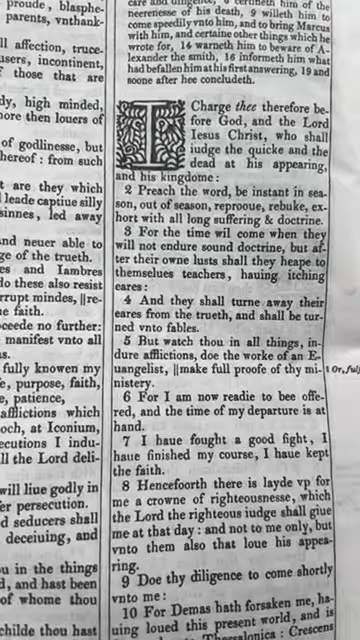 proude, blasphe-
parents, vnthank-
ll affection, truce-
users, incontinent,
f those that are
dy, high minded,
more then louers of
of godlinesse, but
hereof : from such
t are they which
leade captiue silly
sinnes, led away
nd neuer able to
ge of the trueth.
es and Iambres
do these also resist
rrupt mindes, ||re-
e faith.
oceede no further:
manifest vnto all
s.
fully known my
e, purpose, faith,
e, patience,
afflictions which
och, at Iconium,
ecutions I indu-
ll the Lord deli-
will liue godly in
er persecution.
d seducers shall
deceiuing, and
u in the things
d, and hast been
of whome thou
childe thou hast
care and diligence, 6 certifieth him of the
neerenesse of his death, 9 willeth him to
come speedily vnto him, and to bring Marcus
with him, and certaine other things which he
wrote for, 14 warneth him to beware of A-
lexander the smith, 16 informeth him what
had befallen him at his first answering, 19 and
soone after hee concludeth.
I Charge thee therefore be-
fore God, and the Lord
Iesus Christ, who shall
iudge the quicke and the
dead at his appearing,
and his kingdome :
2 Preach the word, be instant in sea-
son, out of season, reprooue, rebuke, ex-
hort with all long suffering & doctrine.
3 For the time wil come when they
will not endure sound doctrine, but af-
ter their owne lusts shall they heape to
themselues teachers, hauing itching
eares :
4 And they shall turne away their
eares from the trueth, and shall be tur-
ned vnto fables.
5 But watch thou in all things, in-
dure afflictions, doe the worke of an E-
uangelist, ||make full proofe of thy mi-
nistery.
6 For I am now readie to bee offe-
red, and the time of my departure is at
hand.
7 I haue fought a good fight, I
haue finished my course, I haue kept
the faith.
8 Hencefoorth there is layde vp for
me a crowne of righteousnesse, which
the Lord the righteous iudge shall giue
me at that day : and not to me only, but
vnto them also that loue his appea-
ring.
9 Doe thy diligence to come shortly
vnto me :
10 For Demas hath forsaken me, ha-
uing loued this present world, and is
Thessalonica : Crescens
|| Or,